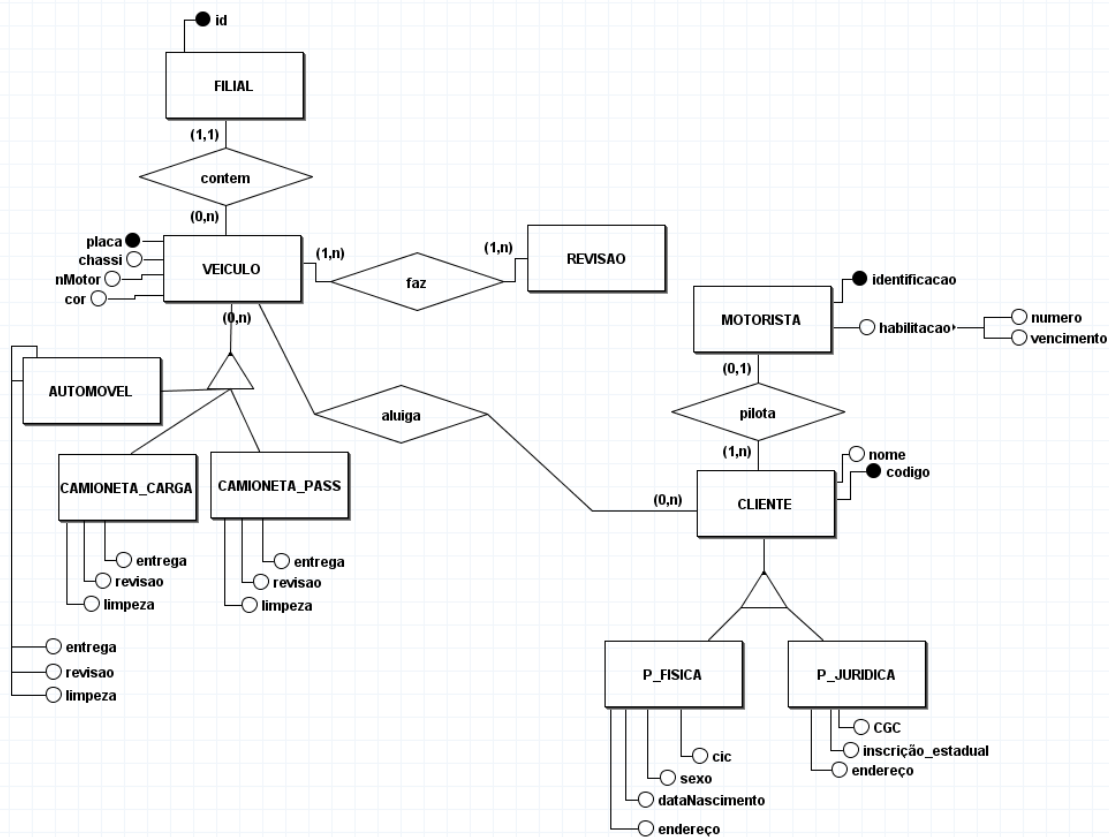 id
FILIAL
(1,1)
contem
(0,n)
placa
chassi
nMotor
cor
VEICULO
(1,n)
faz
(1,n)
REVISAO
(0,n)
identificacao
MOTORISTA
habilitacao
numero
vencimento
(0,1)
pilota
(1,n)
AUTOMOVEL
aluiga
nome
codigo
CAMIONETA_CARGA
CAMIONETA_PASS
(0,n)
CLIENTE
entrega
revisao
limpeza
entrega
revisao
limpeza
entrega
revisao
limpeza
P_FISICA
P_JURIDICA
cic
sexo
dataNascimento
endereço
CGC
inscrição_estadual
endereço